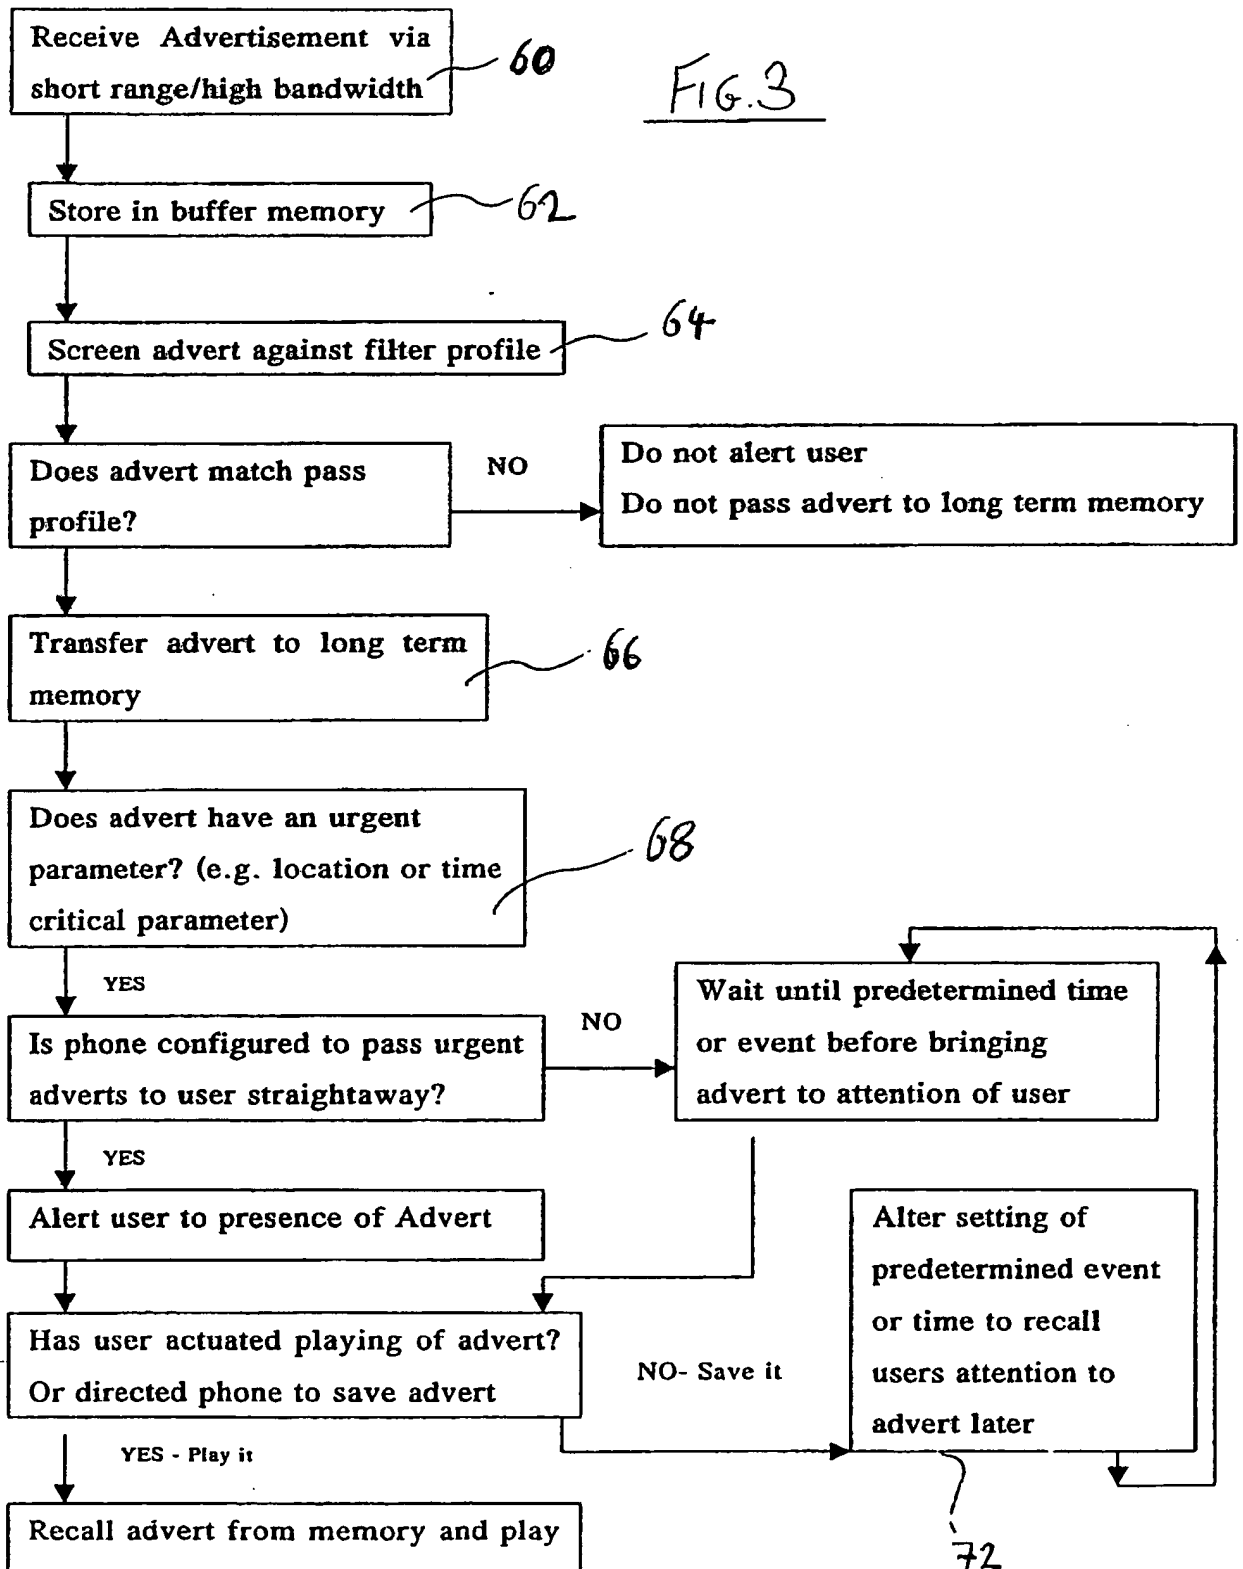 Receive Advertisement via
short range/high bandwidth
60
FIG.3
Store in buffer memory
62
Screen advert against filter profile
64
Does advert match pass
profile?
NO
Do not alert user
Do not pass advert to long term memory
Transfer advert to long term
memory
66
Does advert have an urgent
parameter? (e.g. location or time
critical parameter)
68
YES
Is phone configured to pass urgent
adverts to user straightaway?
NO
Wait until predetermined time
or event before bringing
advert to attention of user
YES
Alert user to presence of Advert
Has user actuated playing of advert?
Or directed phone to save advert
NO- Save it
Alter setting of
predetermined event
or time to recall
users attention to
advert later
72
YES - Play it
Recall advert from memory and play